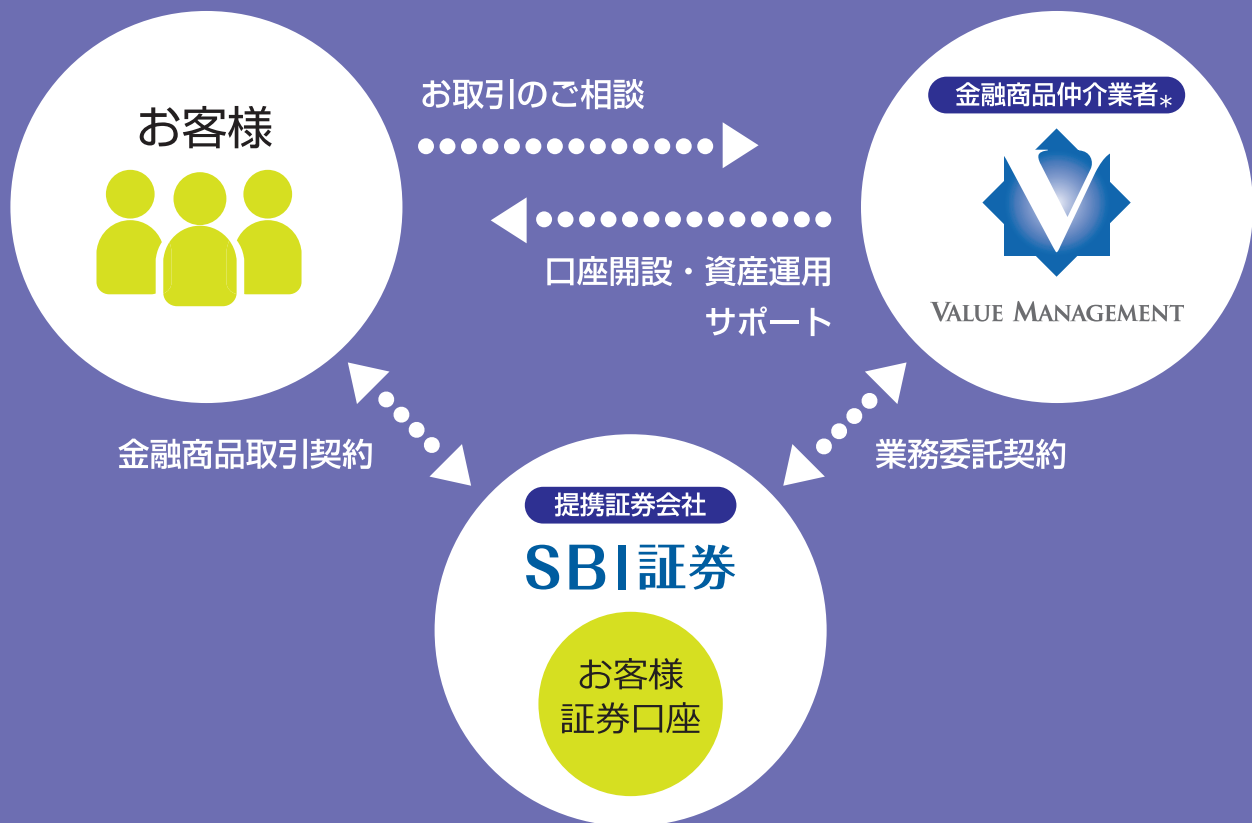 お客様
お取引のご相談
口座開設・資産運用
サポート
金融商品仲介業者*
VALUE MANAGEMENT
金融商品取引契約
業務委託契約
提携証券会社
SBI証券
お客様
証券口座